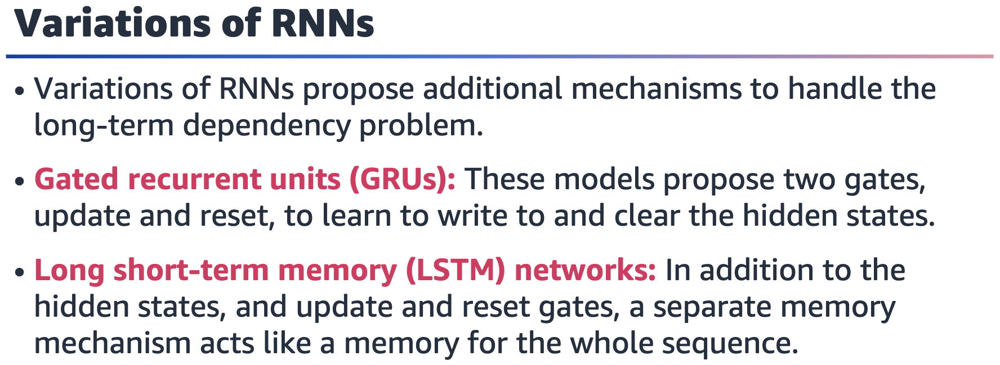 Variations of RNNs
• Variations of RNNs propose additional mechanisms to handle the
long-term dependency problem.
• Gated recurrent units (GRUs): These models propose two gates,
update and reset, to learn to write to and clear the hidden states.
• Long short-term memory (LSTM) networks: In addition to the
hidden states, and update and reset gates, a separate memory
mechanism acts like a memory for the whole sequence.